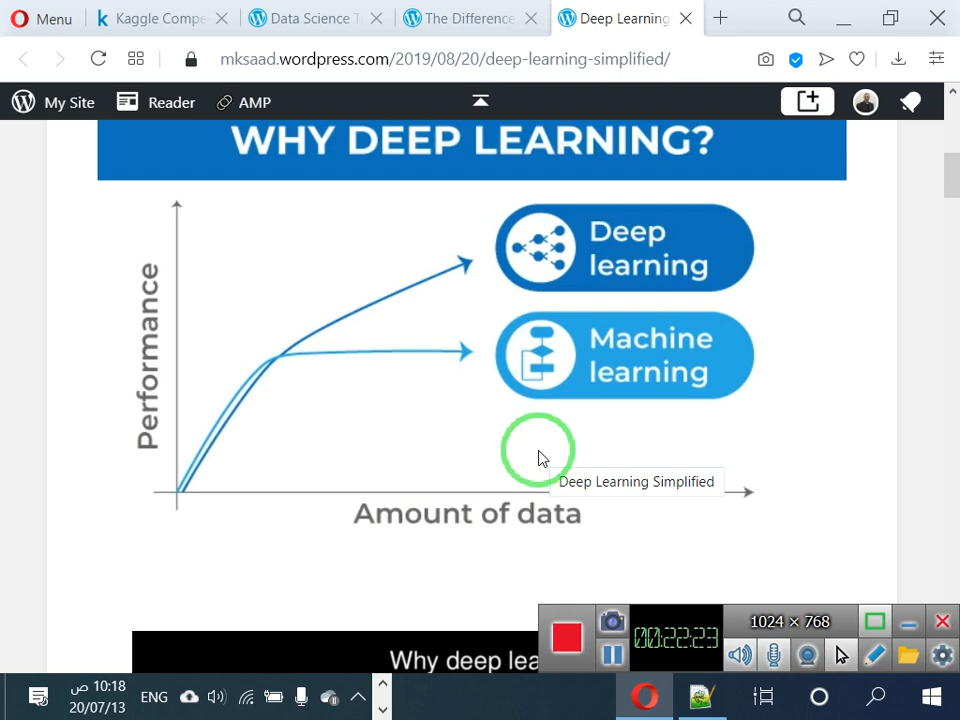 Menu
Kaggle Compe
Data Science T
The Difference
Deep Learning
mksaad.wordpress.com/2019/08/20/deep-learning-simplified/
My Site
Reader
AMP
WHY DEEP LEARNING?
Performance
Deep
learning
Machine
learning
Deep Learning Simplified
Amount of data
Why deep lea
1024 × 768
00:22:23
10:18 ص
20/07/13
ENG